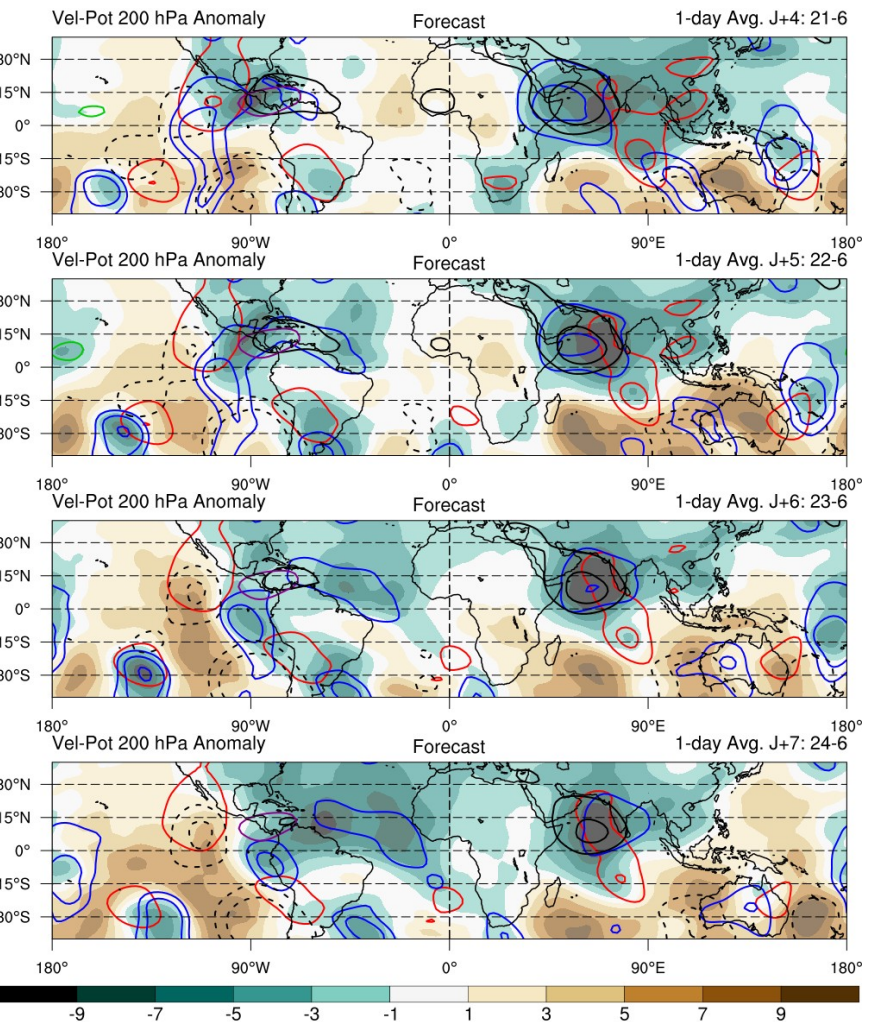 Vel-Pot 200 hPa Anomaly Forecast 1-day Avg. J+4: 21-6
30°N
15°N
0°
15°S
30°S
180° 90°W 0° 90°E 180°
Vel-Pot 200 hPa Anomaly Forecast 1-day Avg. J+5: 22-6
30°N
15°N
0°
15°S
30°S
180° 90°W 0° 90°E 180°
Vel-Pot 200 hPa Anomaly Forecast 1-day Avg. J+6: 23-6
30°N
15°N
0°
15°S
30°S
180° 90°W 0° 90°E 180°
Vel-Pot 200 hPa Anomaly Forecast 1-day Avg. J+7: 24-6
30°N
15°N
0°
15°S
30°S
180° 90°W 0° 90°E 180°
-9 -7 -5 -3 -1 1 3 5 7 9